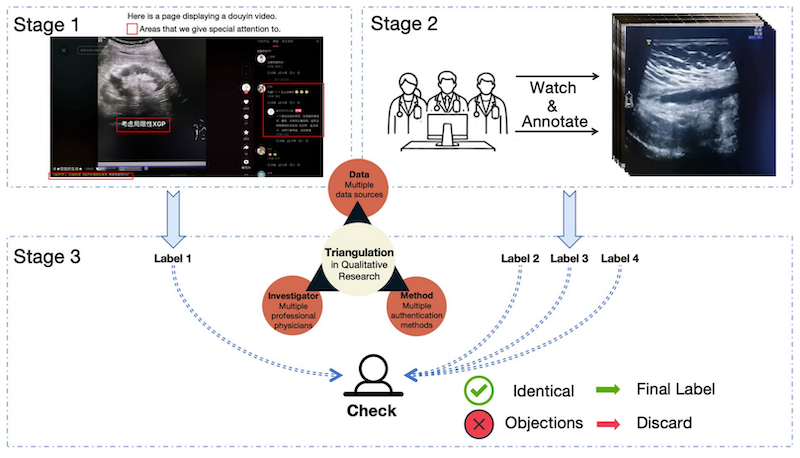 Stage 1
Here is a page displaying a douyin video.
Areas that we give special attention to.
考虑局限性XGP
Stage 2
Watch
&
Annotate
Data
Multiple
data sources
Triangulation
in Qualitative
Research
Investigator
Multiple
professional
physicians
Method
Multiple
authentication
methods
Stage 3
Label 1
Label 2
Label 3
Label 4
Check
Identical
Final Label
Objections
Discard